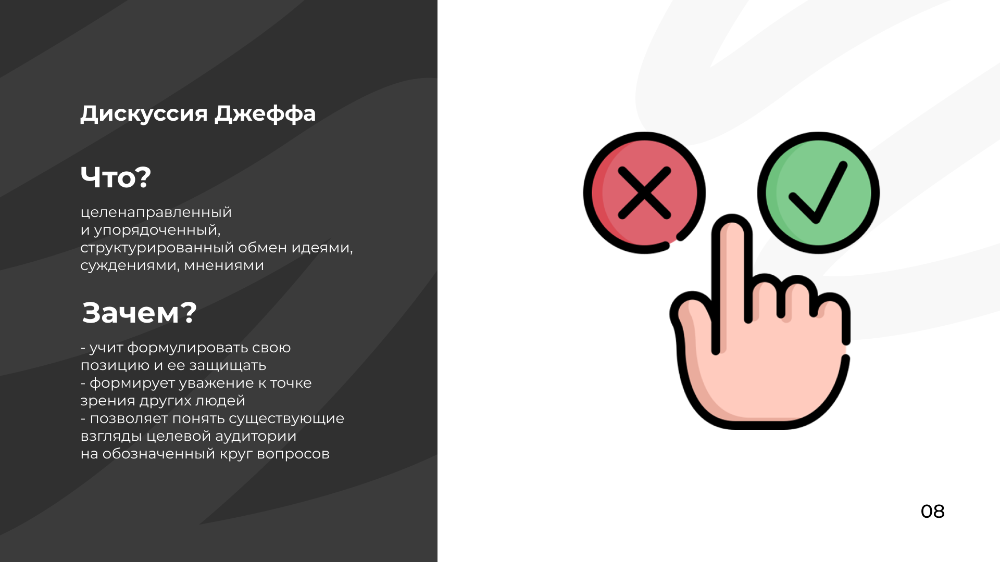 Дискуссия Джеффа
Что?
целенаправленный
и упорядоченный,
структурированный обмен идеями,
суждениями, мнениями
Зачем?
- учит формулировать свою
позицию и ее защищать
- формирует уважение к точке
зрения других людей
- позволяет понять существующие
взгляды целевой аудитории
на обозначенный круг вопросов
08